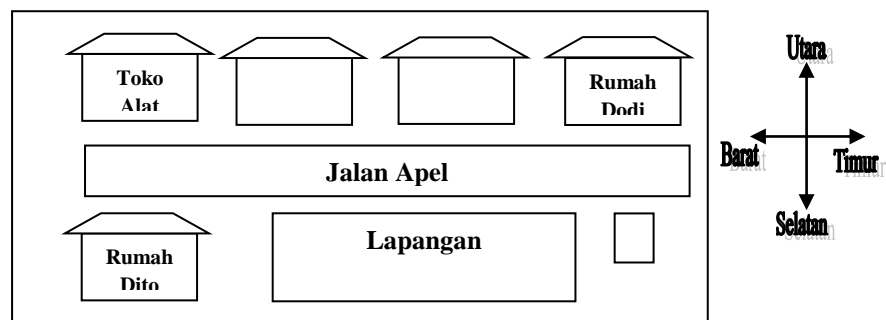 Toko
Alat
Rumah
Dodi
Jalan Apel
Rumah
Dito
Lapangan
Utara
Barat
Timur
Selatan